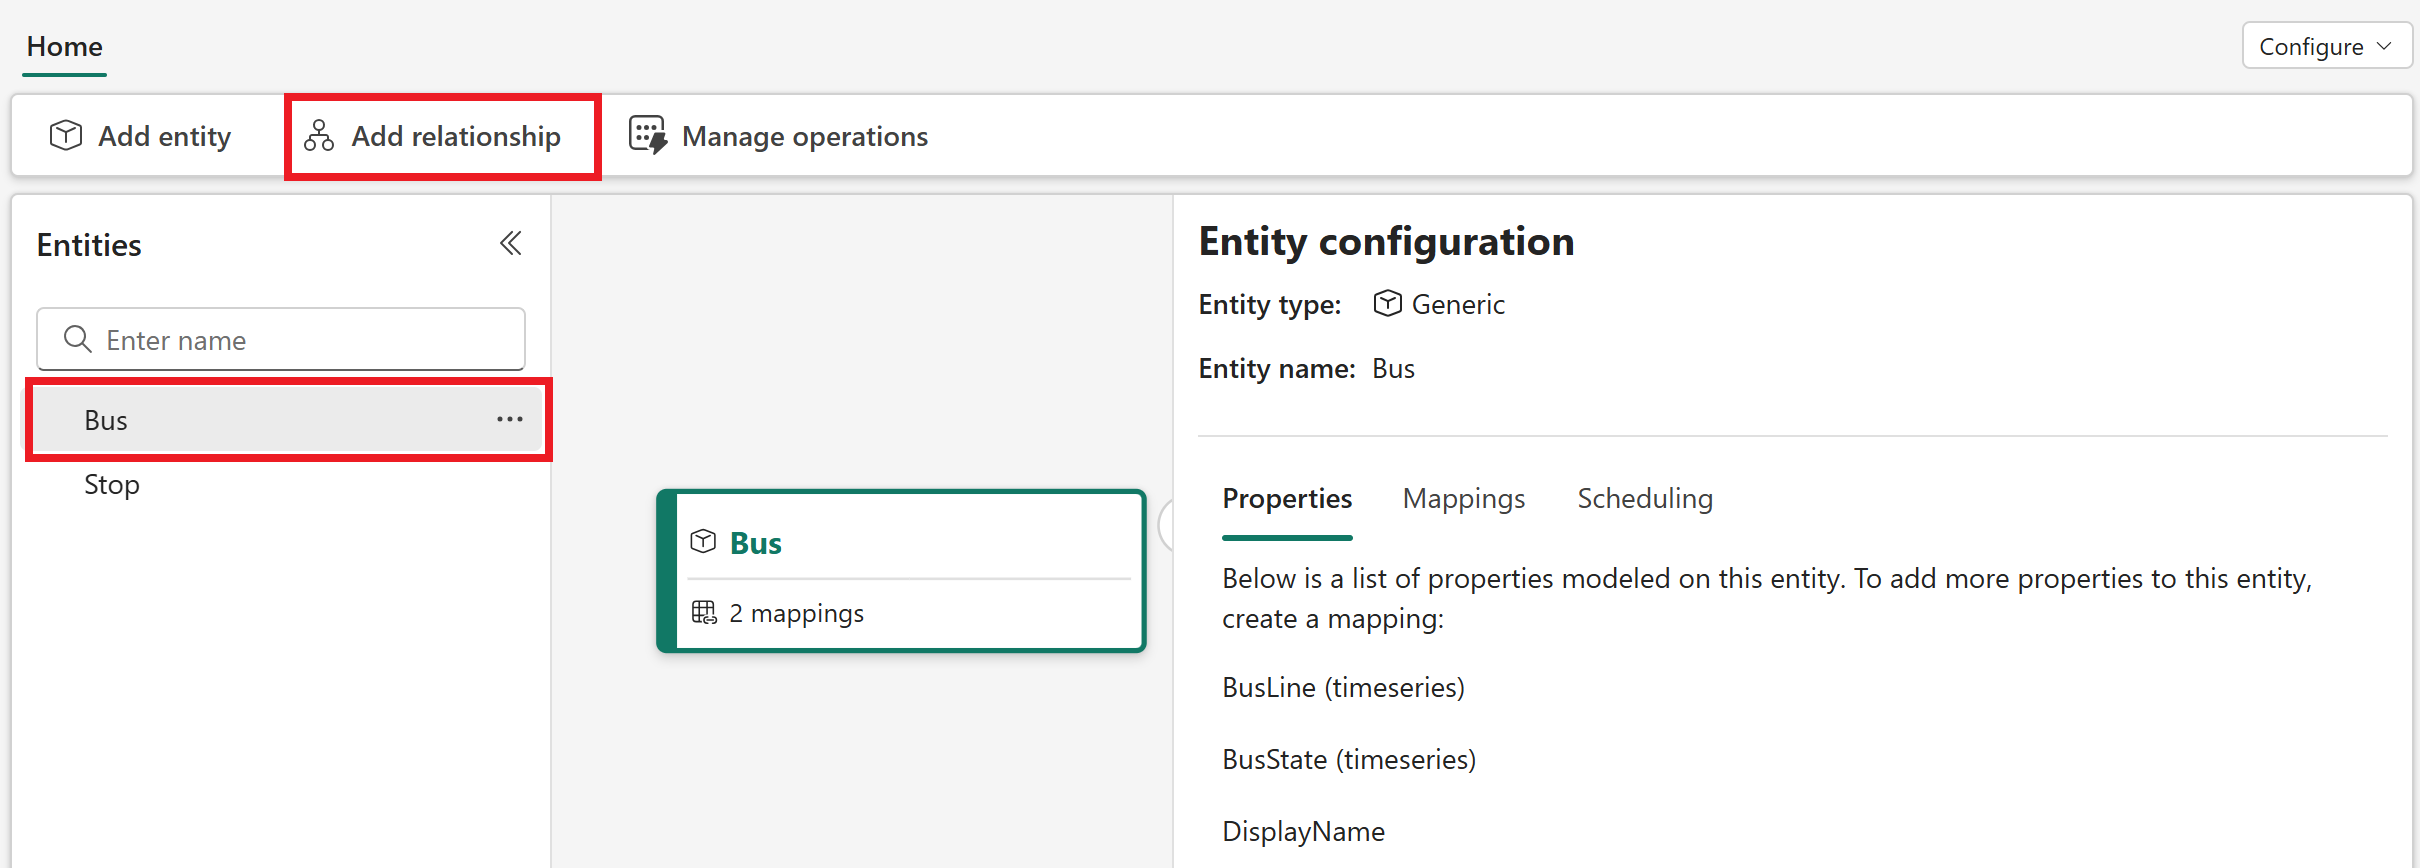 Home
Configure
Add entity
Add relationship
Manage operations
Entities
Enter name
Bus
Stop
Bus
2 mappings
Entity configuration
Entity type: Generic
Entity name: Bus
Properties
Mappings
Scheduling
Below is a list of properties modeled on this entity. To add more properties to this entity,
create a mapping:
BusLine (timeseries)
BusState (timeseries)
DisplayName